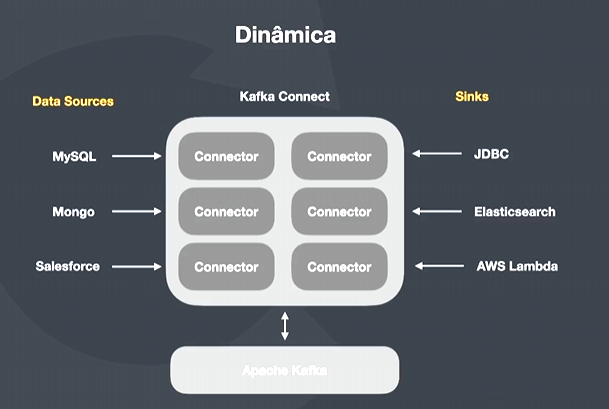 Dinâmica
Data Sources
Kafka Connect
Sinks
MySQL
Connector
Connector
JDBC
Mongo
Connector
Connector
Elasticsearch
Salesforce
Connector
Connector
AWS Lambda
Apache Kafka